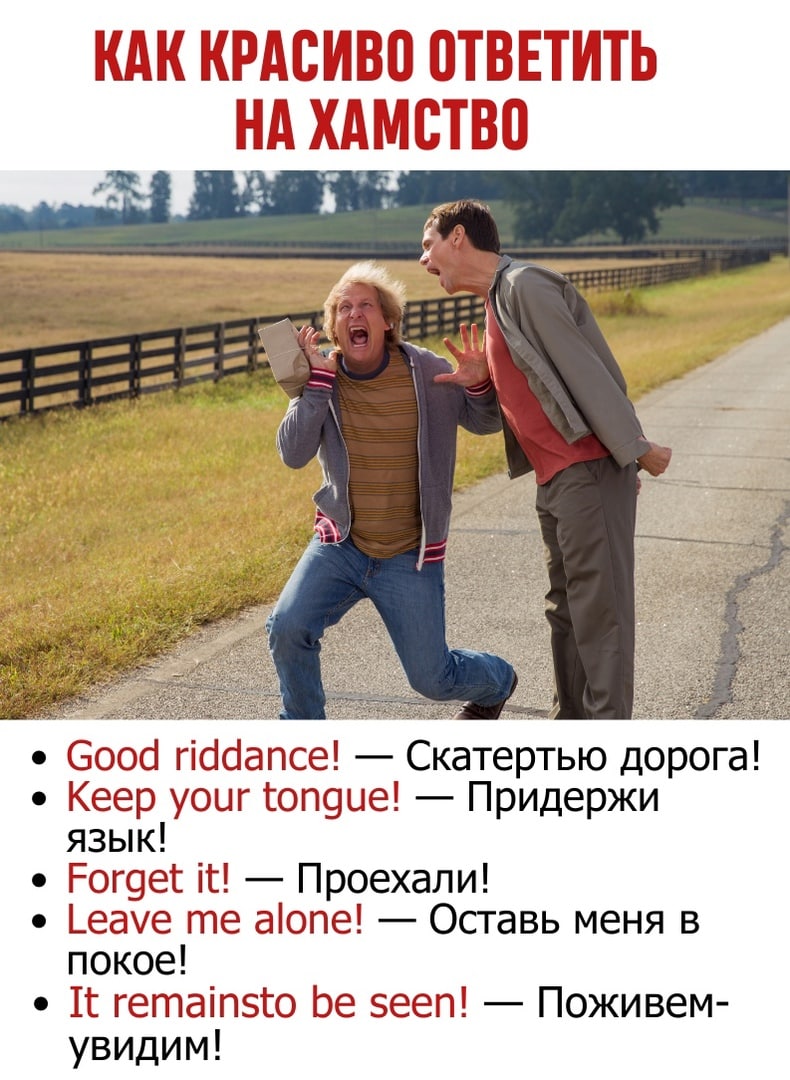 КАК КРАСИВО ОТВЕТИТЬ
НА ХАМСТВО
• Good riddance! — Скатертью дорога!
• Keep your tongue! — Придержи
язык!
• Forget it! — Проехали!
• Leave me alone! — Оставь меня в
покое!
• It remainsto be seen! — Поживем-
увидим!